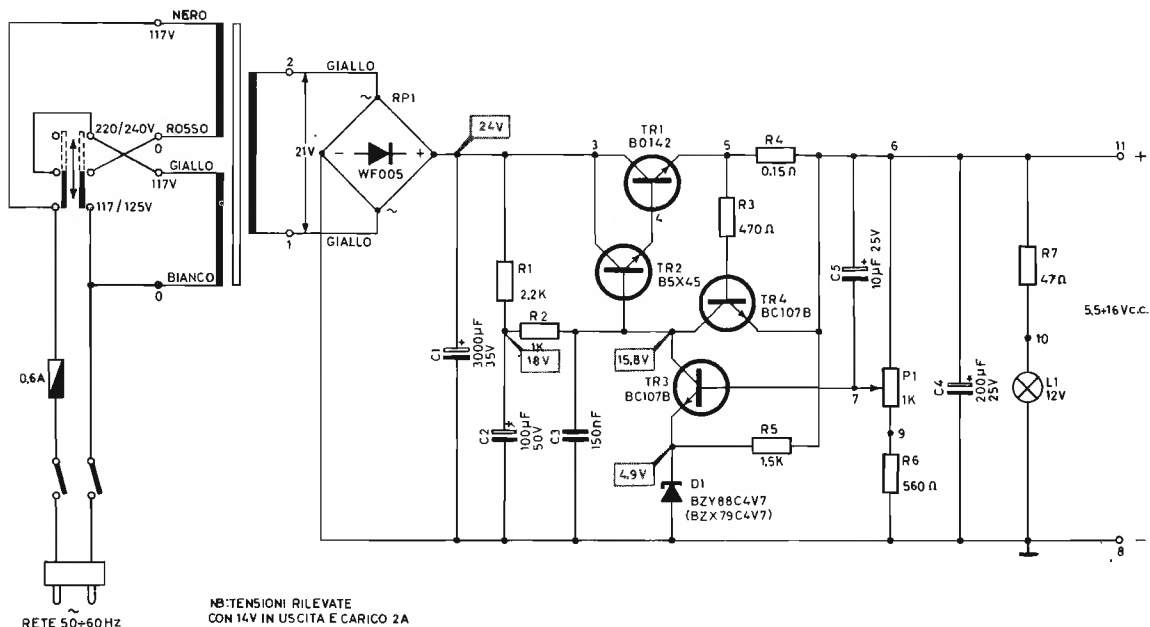 NERO
117V
220/240V
ROSSO
0
GIALLO
117V
117/125V
BIANCO
0
0,6A
RETE 50÷60HZ
~
2
GIALLO
21V
GIALLO
1
~
RP1
-
+
WF005
~
24V
3
TR1
B0142
4
5
R4
0.15Ω
6
11
+
R3
470Ω
TR2
B5X45
R1
2,2K
R2
1K
18V
15,8V
TR4
BC107B
C5
10µF 25V
+
R7
47Ω
5,5÷16Vc.c.
10
C1
3000µF
35V
+
TR3
BC107B
7
P1
1K
C4
200µF
25V
+
L1
12V
C2
100µF
50V
+
C3
150nF
R5
1,5K
9
R6
560Ω
4,9V
D1
BZY88C4V7
(BZX79C4V7)
8
-
NB:TENSIONI RILEVATE
CON 14V IN USCITA E CARICO 2A